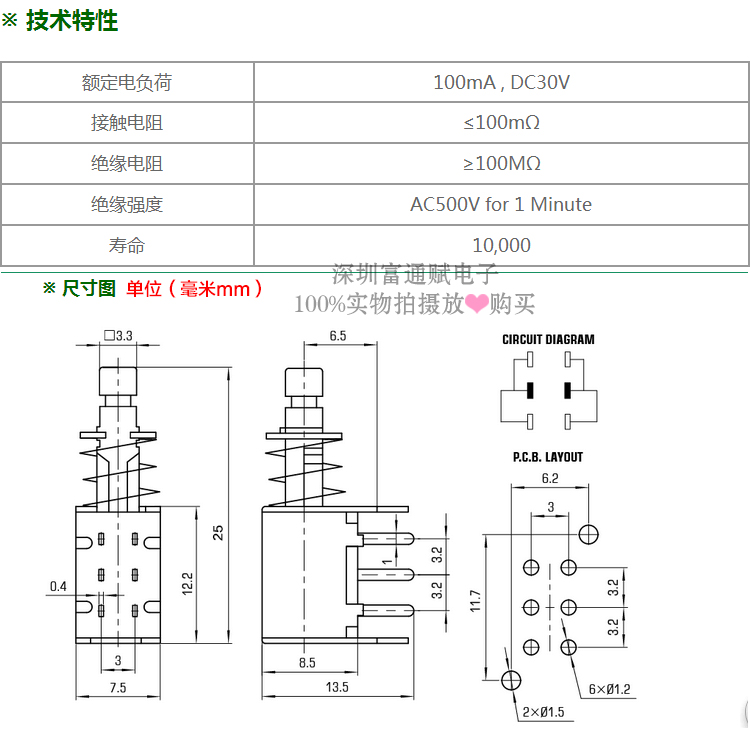 ※ 技术特性
额定电负荷 100mA , DC30V
接触电阻 ≤100mΩ
绝缘电阻 ≥100MΩ
绝缘强度 AC500V for 1 Minute
寿命 10,000
深圳富通赋电子
※ 尺寸图 单位（毫米mm）
100%实物拍摄放❤购买
□3.3
6.5
CIRCUIT DIAGRAM
P.C.B. LAYOUT
6.2
3
25
12.2
0.4
3
7.5
1
3.2
3.2
8.5
13.5
11.7
3.2
3.2
6×Ø1.2
2×Ø1.5